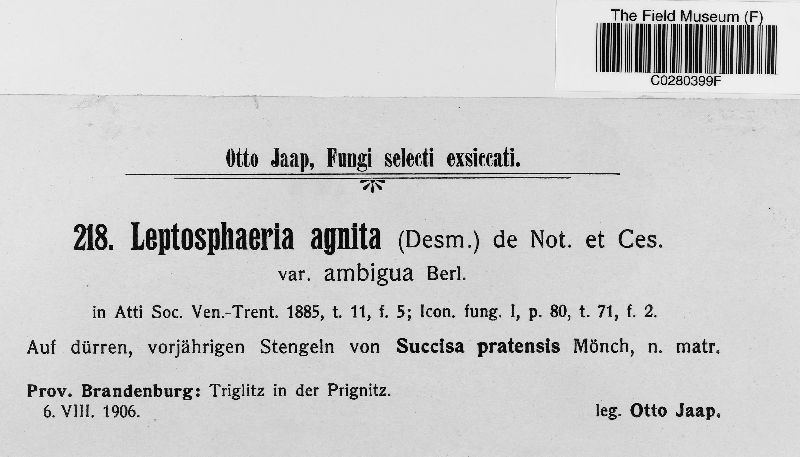 The Field Museum (F)
C0280399F
Otto Jaap, Fungi selecti exsiccati.
218. Leptosphaeria agnita (Desm.) de Not. et Ces.
var. ambigua Berl.
in Atti Soc. Ven.-Trent. 1885, t. 11, f. 5; Icon. fung. I, p. 80, t. 71, f. 2.
Auf dürren, vorjährigen Stengeln von Succisa pratensis Mönch, n. matr.
Prov. Brandenburg: Triglitz in der Prignitz.
6. VIII. 1906. leg. Otto Jaap.